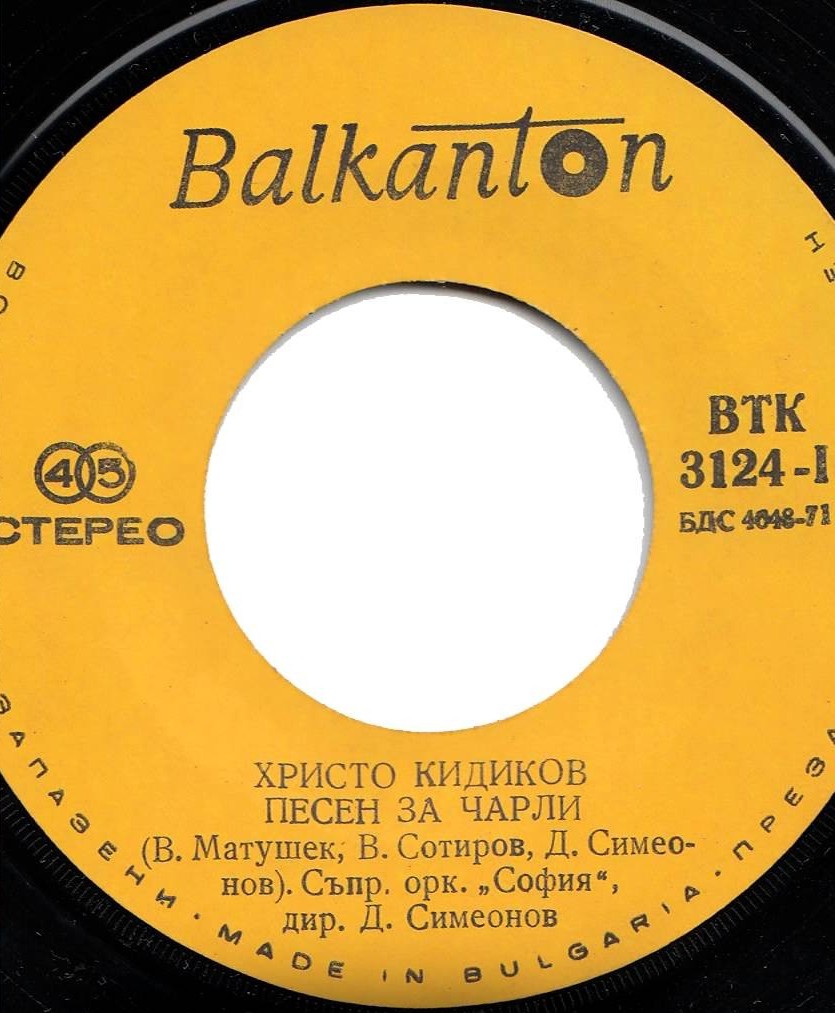 Balkanton
ВТК
3124-I
БДС 4048-71
45
СТЕРЕО
ХРИСТО КИДИКОВ
ПЕСЕН ЗА ЧАРЛИ
(В. Матушек, В. Сотиров, Д. Симео-
нов). Съпр. орк. „София“,
дир. Д. Симеонов
ЗАПАЗЕНИ · MADE IN BULGARIA ·